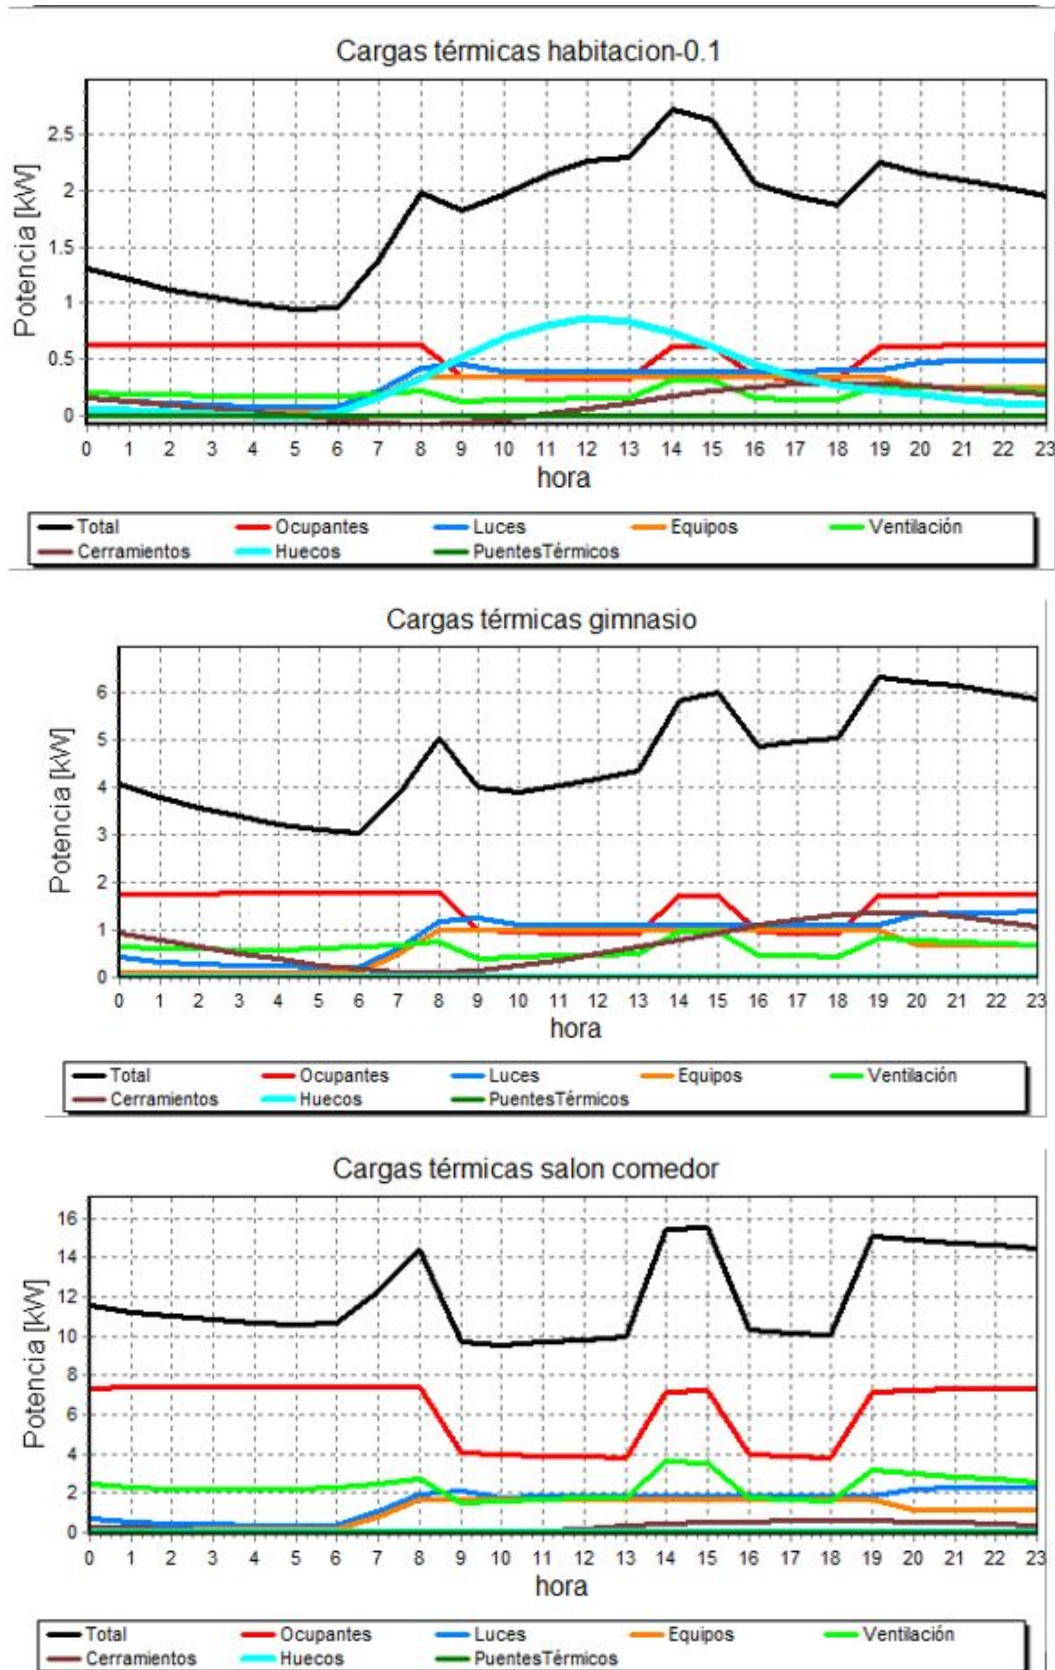 Cargas térmicas habitacion-0.1
Potencia [kW]
2.5
2
1.5
1
0.5
0
0 1 2 3 4 5 6 7 8 9 10 11 12 13 14 15 16 17 18 19 20 21 22 23
hora
Total Ocupantes Luces Equipos Ventilación
Cerramientos Huecos PuentesTérmicos
Cargas térmicas gimnasio
Potencia [kW]
6
5
4
3
2
1
0
0 1 2 3 4 5 6 7 8 9 10 11 12 13 14 15 16 17 18 19 20 21 22 23
hora
Total Ocupantes Luces Equipos Ventilación
Cerramientos Huecos PuentesTérmicos
Cargas térmicas salon comedor
Potencia [kW]
16
14
12
10
8
6
4
2
0
0 1 2 3 4 5 6 7 8 9 10 11 12 13 14 15 16 17 18 19 20 21 22 23
hora
Total Ocupantes Luces Equipos Ventilación
Cerramientos Huecos PuentesTérmicos